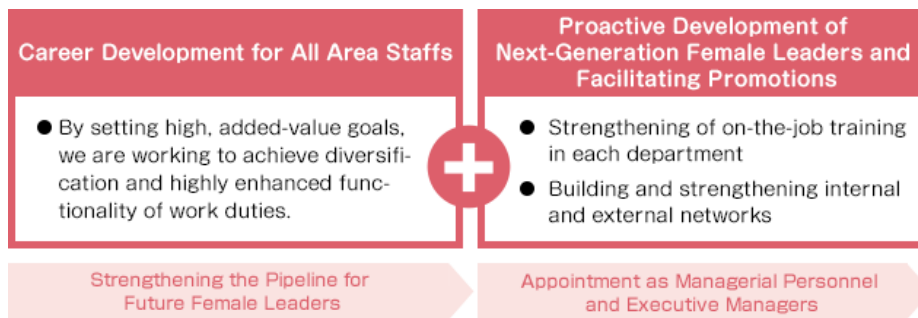 Career Development for All Area Staffs
● By setting high, added-value goals,
we are working to achieve diversifi-
cation and highly enhanced func-
tionality of work duties.
Proactive Development of
Next-Generation Female Leaders and
Facilitating Promotions
● Strengthening of on-the-job training
in each department
● Building and strengthening internal
and external networks
Strengthening the Pipeline for
Future Female Leaders
Appointment as Managerial Personnel
and Executive Managers